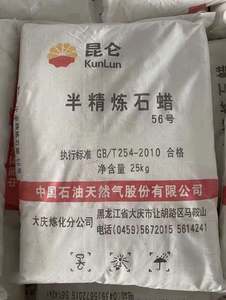 昆仑
KunLun
半精炼石蜡
56号
执行标准 GB/T254-2010 合格
净重 25kg
中国石油天然气股份有限公司
大庆炼化分公司 黑龙江省大庆市让胡路区马鞍山
电话(0459)5672015 5614241